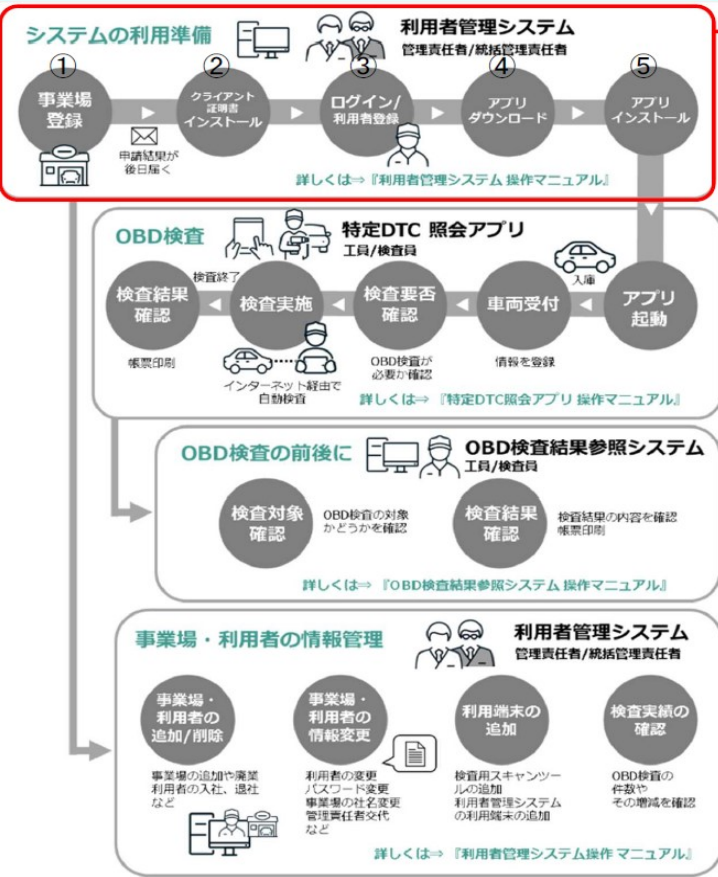 システムの利用準備
利用者管理システム
管理責任者/統括管理責任者
①
事業場
登録
申請結果が
後日届く
②
クライアント
証明書
インストール
③
ログイン/
利用者登録
④
アプリ
ダウンロード
⑤
アプリ
インストール
詳しくは⇒『利用者管理システム 操作マニュアル』
OBD検査
特定DTC 照会アプリ
工員/検査員
入庫
アプリ
起動
車両受付
情報を登録
検査要否
確認
OBD検査が
必要か確認
検査実施
インターネット経由で
自動検査
検査終了
検査結果
確認
帳票印刷
詳しくは⇒ 『特定DTC照会アプリ 操作マニュアル』
OBD検査の前後に
OBD検査結果参照システム
工員/検査員
検査対象
確認
OBD検査の対象
かどうかを確認
検査結果
確認
検査結果の内容を確認
帳票印刷
詳しくは⇒ 『OBD検査結果参照システム 操作マニュアル』
事業場・利用者の情報管理
利用者管理システム
管理責任者/統括管理責任者
事業場・
利用者の
追加/削除
事業場の追加や廃業
利用者の入社、退社
など
事業場・
利用者の
情報変更
利用者の変更
パスワード変更
事業場の社名変更
管理責任者交代
など
利用端末の
追加
検査用スキャンツー
ルの追加
利用者管理システム
の利用端末の追加
検査実績の
確認
OBD検査の
件数や
その増減を確認
詳しくは⇒ 『利用者管理システム操作 マニュアル』